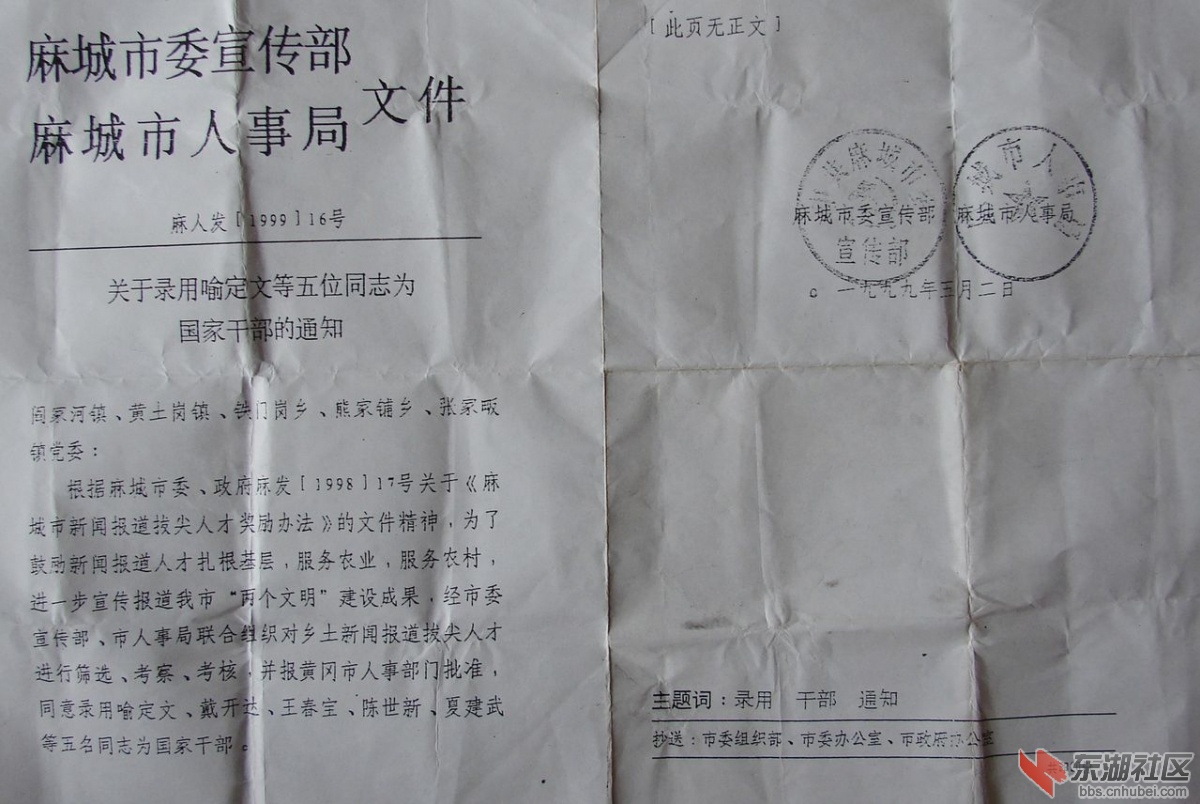 麻城市委宣传部
麻城市人事局
文件
麻人发[1999]16号
关于录用喻定文等五位同志为
国家干部的通知
阎家河镇、黄土岗镇、铁门岗乡、熊家铺乡、张家畈
镇党委：
根据麻城市委、政府麻发[1998]17号关于《麻
城市新闻报道拔尖人才奖励办法》的文件精神，为了
鼓励新闻报道人才扎根基层，服务农业，服务农村，
进一步宣传报道我市“两个文明”建设成果，经市委
宣传部、市人事局联合组织对乡土新闻报道拔尖人才
进行筛选、考察、考核，并报黄冈市人事部门批准，
同意录用喻定文、戴开达、王春宝、陈世新、夏建武
等五名同志为国家干部。
[此页无正文]
麻城市委宣传部 麻城市人事局
宣传部
一九九九年三月二日
主题词：录用 干部 通知
抄送：市委组织部、市委办公室、市政府办公室
东湖社区
bbs.cnhubei.com